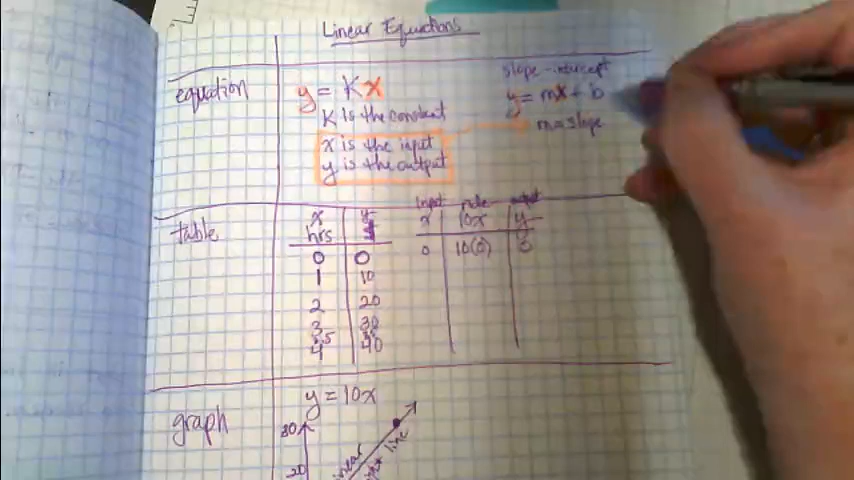 Linear Equations
equation
y = Kx
K is the constant
x is the input
y is the output
slope-intercept
y = mx + b
m = slope
table
x y
hrs $
0 0
1 10
2 20
3 30
3.5 35
4 40
input rule output
x 10x y
0 10(0) 0
graph
y = 10x
30
20
linear
line